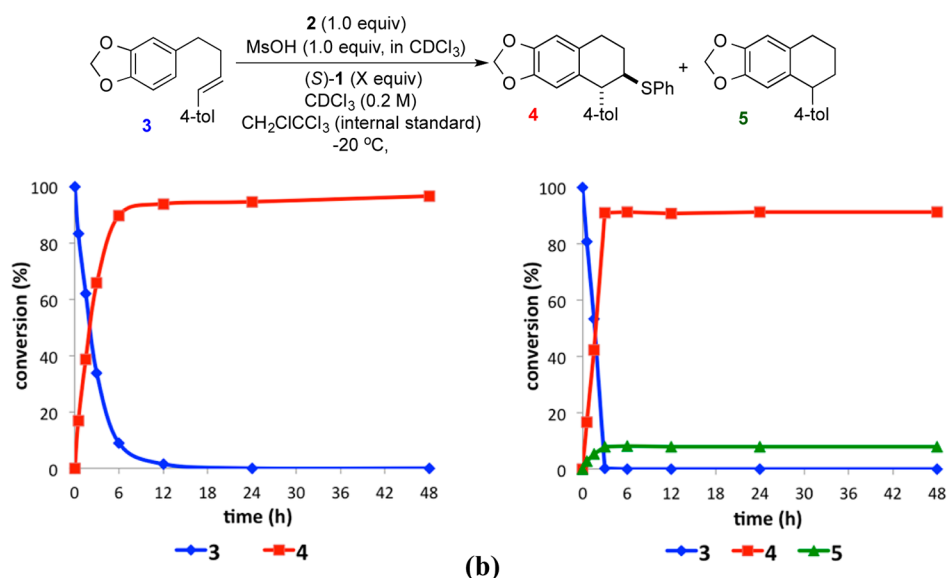 2 (1.0 equiv)
MsOH (1.0 equiv, in CDCl3)
(S)-1 (X equiv)
CDCl3 (0.2 M)
CH2ClCCl3 (internal standard)
-20 °C,
O
O
4-tol
3
O
O
SPh
4-tol
4
+
O
O
4-tol
5
conversion (%)
100
80
60
40
20
0
0 6 12 18 24 30 36 42 48
time (h)
3 4
conversion (%)
100
80
60
40
20
0
0 6 12 18 24 30 36 42 48
time (h)
3 4 5
(b)